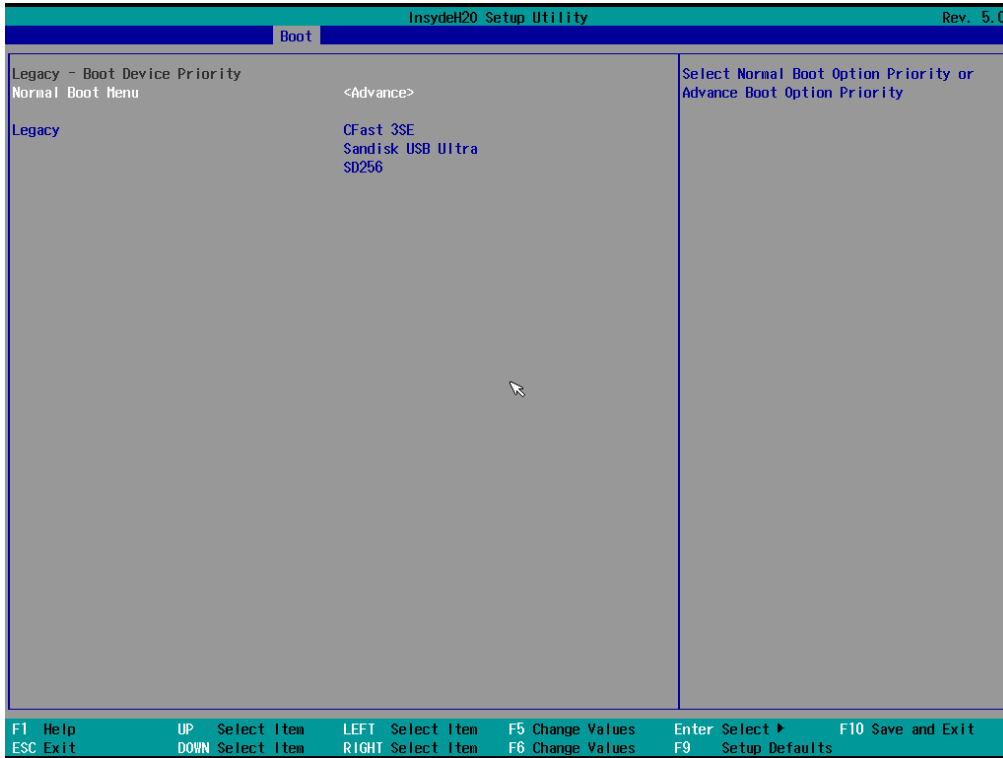 InsydeH20 Setup Utility Rev. 5.0
Boot
Legacy - Boot Device Priority
Normal Boot Menu <Advance>
Legacy CFast 3SE
Sandisk USB Ultra
SD256
Select Normal Boot Option Priority or
Advance Boot Option Priority
F1 Help UP Select Item LEFT Select Item F5 Change Values Enter Select ▶ F10 Save and Exit
ESC Exit DOWN Select Item RIGHT Select Item F6 Change Values F9 Setup Defaults